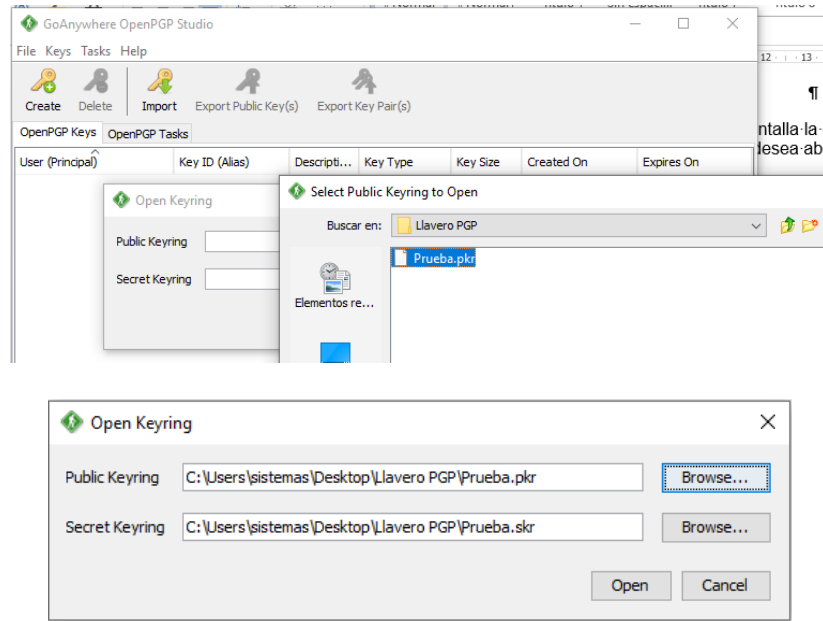 GoAnywhere OpenPGP Studio
File Keys Tasks Help
12 · 13 ·
Create Delete Import Export Public Key(s) Export Key Pair(s)
¶
OpenPGP Keys OpenPGP Tasks
ntalla·la·
desea·ab
User (Principal) Key ID (Alias) Descripti... Key Type Key Size Created On Expires On
Open Keyring
Select Public Keyring to Open
Public Keyring
Buscar en: Llavero PGP
Prueba.pkr
Secret Keyring
Elementos re...
Open Keyring
Public Keyring C:\Users\sistemas\Desktop\Llavero PGP\Prueba.pkr Browse...
Secret Keyring C:\Users\sistemas\Desktop\Llavero PGP\Prueba.skr Browse...
Open Cancel